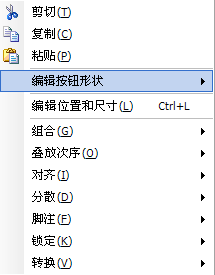 剪切(T)
复制(C)
粘贴(P)
编辑按钮形状
编辑位置和尺寸(L) Ctrl+L
组合(G)
叠放次序(O)
对齐(I)
分散(D)
脚注(F)
锁定(K)
转换(V)